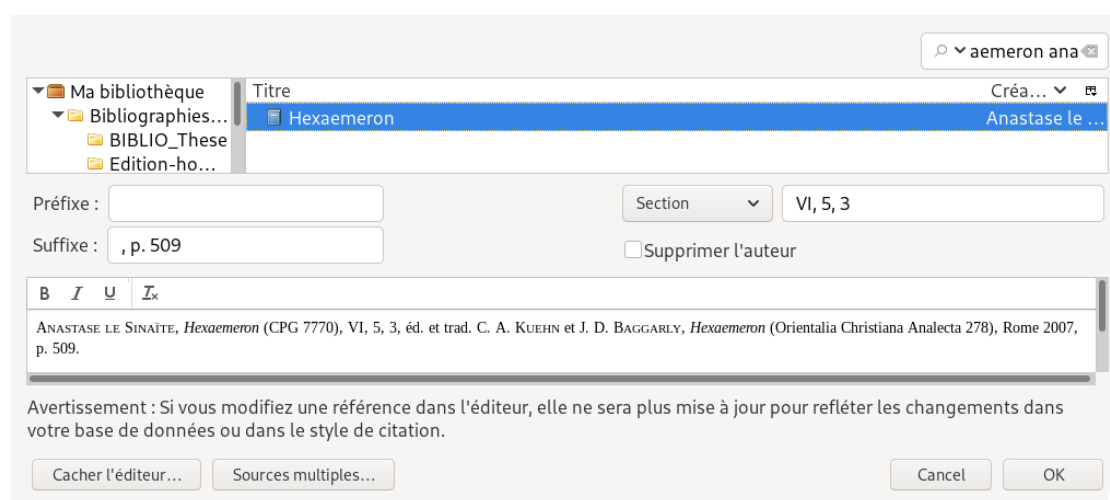 aemeron ana
Ma bibliothèque
Titre
Créa...
Bibliographies...
Hexaemeron
Anastase le ...
BIBLIO_These
Edition-ho...
Préfixe :
Section
VI, 5, 3
Suffixe :
, p. 509
Supprimer l'auteur
B I U Tx
Anastase le Sinaïte, Hexaemeron (CPG 7770), VI, 5, 3, éd. et trad. C. A. Kuehn et J. D. Baggarly, Hexaemeron (Orientalia Christiana Analecta 278), Rome 2007,
p. 509.
Avertissement : Si vous modifiez une référence dans l'éditeur, elle ne sera plus mise à jour pour refléter les changements dans
votre base de données ou dans le style de citation.
Cacher l'éditeur...
Sources multiples...
Cancel
OK